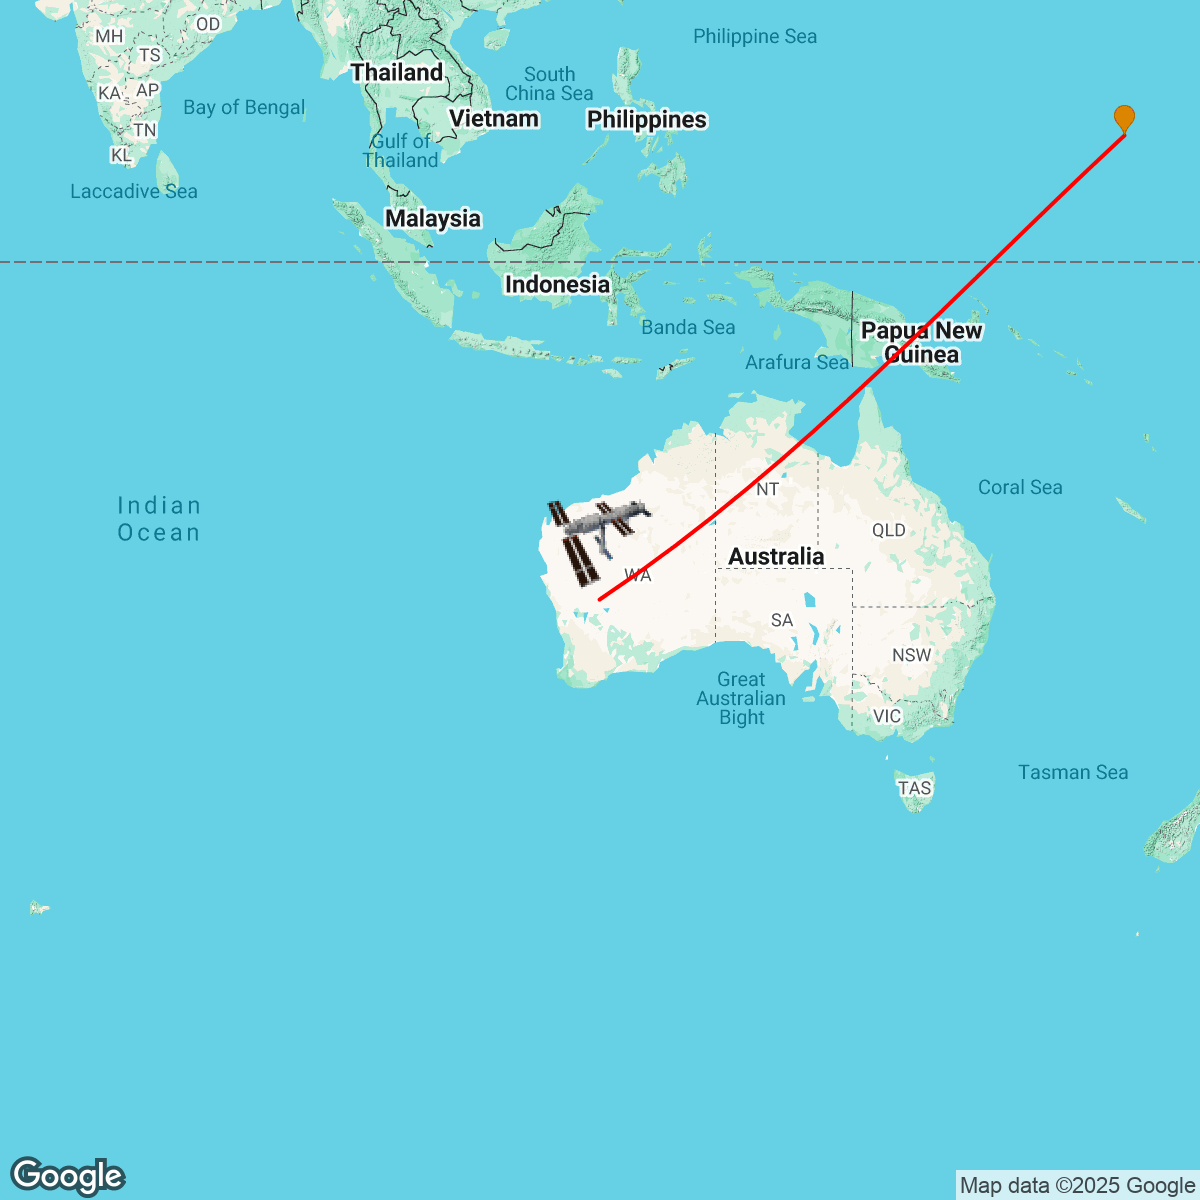 OD
MH
Philippine Sea
TS
Thailand
South
China Sea
KA
AP
Bay of Bengal
Vietnam
Philippines
TN
Gulf of
Thailand
KL
Laccadive Sea
Malaysia
Indonesia
Banda Sea
Papua New
Guinea
Arafura Sea
Indian
Ocean
NT
Coral Sea
QLD
Australia
WA
SA
NSW
Great
Australian
Bight
VIC
Tasman Sea
TAS
Google
Map data ©2025 Google